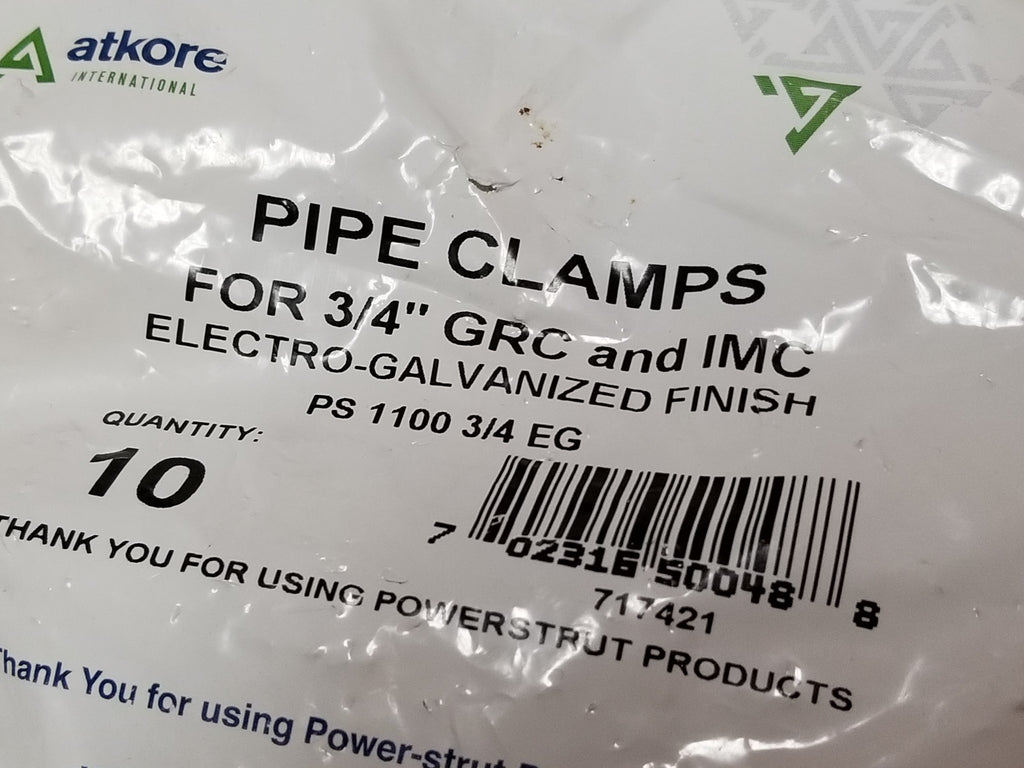 atkore
INTERNATIONAL
PIPE CLAMPS
FOR 3/4" GRC and IMC
ELECTRO-GALVANIZED FINISH
PS 1100 3/4 EG
QUANTITY:
10
7 02316 50048 8
717421
THANK YOU FOR USING POWERSTRUT PRODUCTS
Thank You for using Power-strut